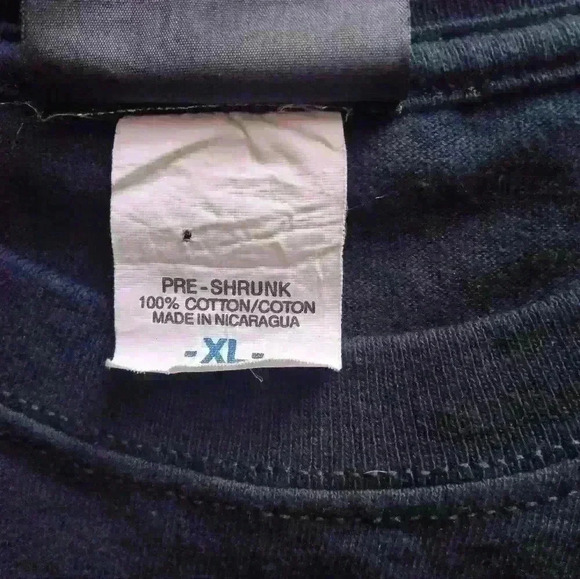 PRE-SHRUNK
100% COTTON/COTON
MADE IN NICARAGUA
-XL-